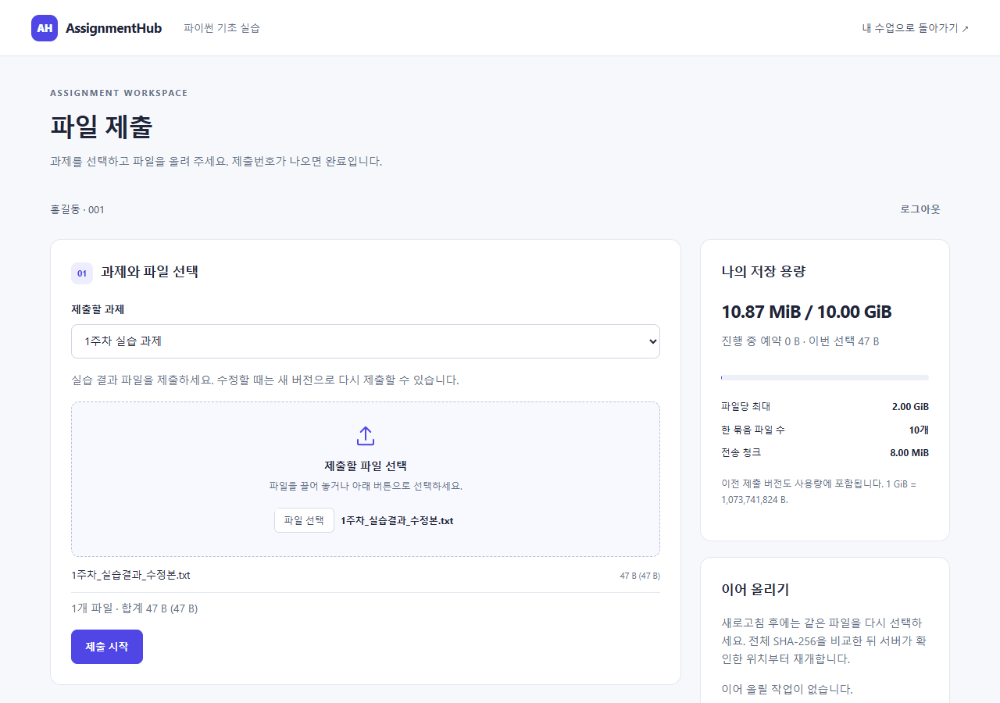 AH AssignmentHub 파이썬 기초 실습 내 수업으로 돌아가기 ↗
ASSIGNMENT WORKSPACE
파일 제출
과제를 선택하고 파일을 올려 주세요. 제출번호가 나오면 완료입니다.
홍길동 · 001 로그아웃
01 과제와 파일 선택
제출할 과제
1주차 실습 과제
실습 결과 파일을 제출하세요. 수정할 때는 새 버전으로 다시 제출할 수 있습니다.
제출할 파일 선택
파일을 끌어 놓거나 아래 버튼으로 선택하세요.
파일 선택 1주차_실습결과_수정본.txt
1주차_실습결과_수정본.txt 47 B (47 B)
1개 파일 · 합계 47 B (47 B)
제출 시작
나의 저장 용량
10.87 MiB / 10.00 GiB
진행 중 예약 0 B · 이번 선택 47 B
파일당 최대 2.00 GiB
한 묶음 파일 수 10개
전송 청크 8.00 MiB
이전 제출 버전도 사용량에 포함됩니다. 1 GiB =
1,073,741,824 B.
이어 올리기
새로고침 후에는 같은 파일을 다시 선택하
세요. 전체 SHA-256을 비교한 뒤 서버가 확
인한 위치부터 재개합니다.
이어 올릴 작업이 없습니다.